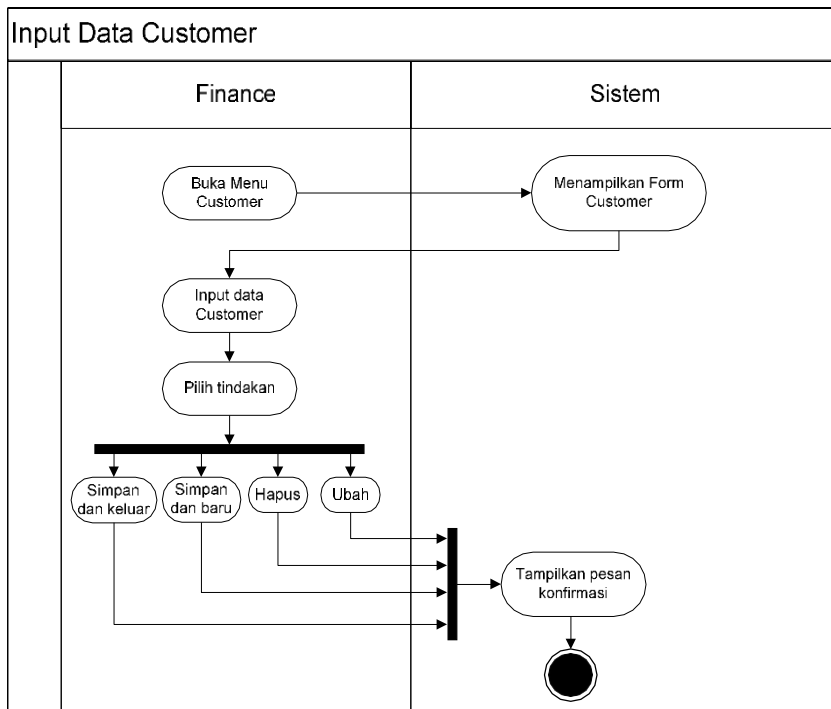 Input Data Customer
Finance
Sistem
Buka Menu
Customer
Menampilkan Form
Customer
Input data
Customer
Pilih tindakan
Simpan
dan keluar
Simpan
dan baru
Hapus
Ubah
Tampilkan pesan
konfirmasi